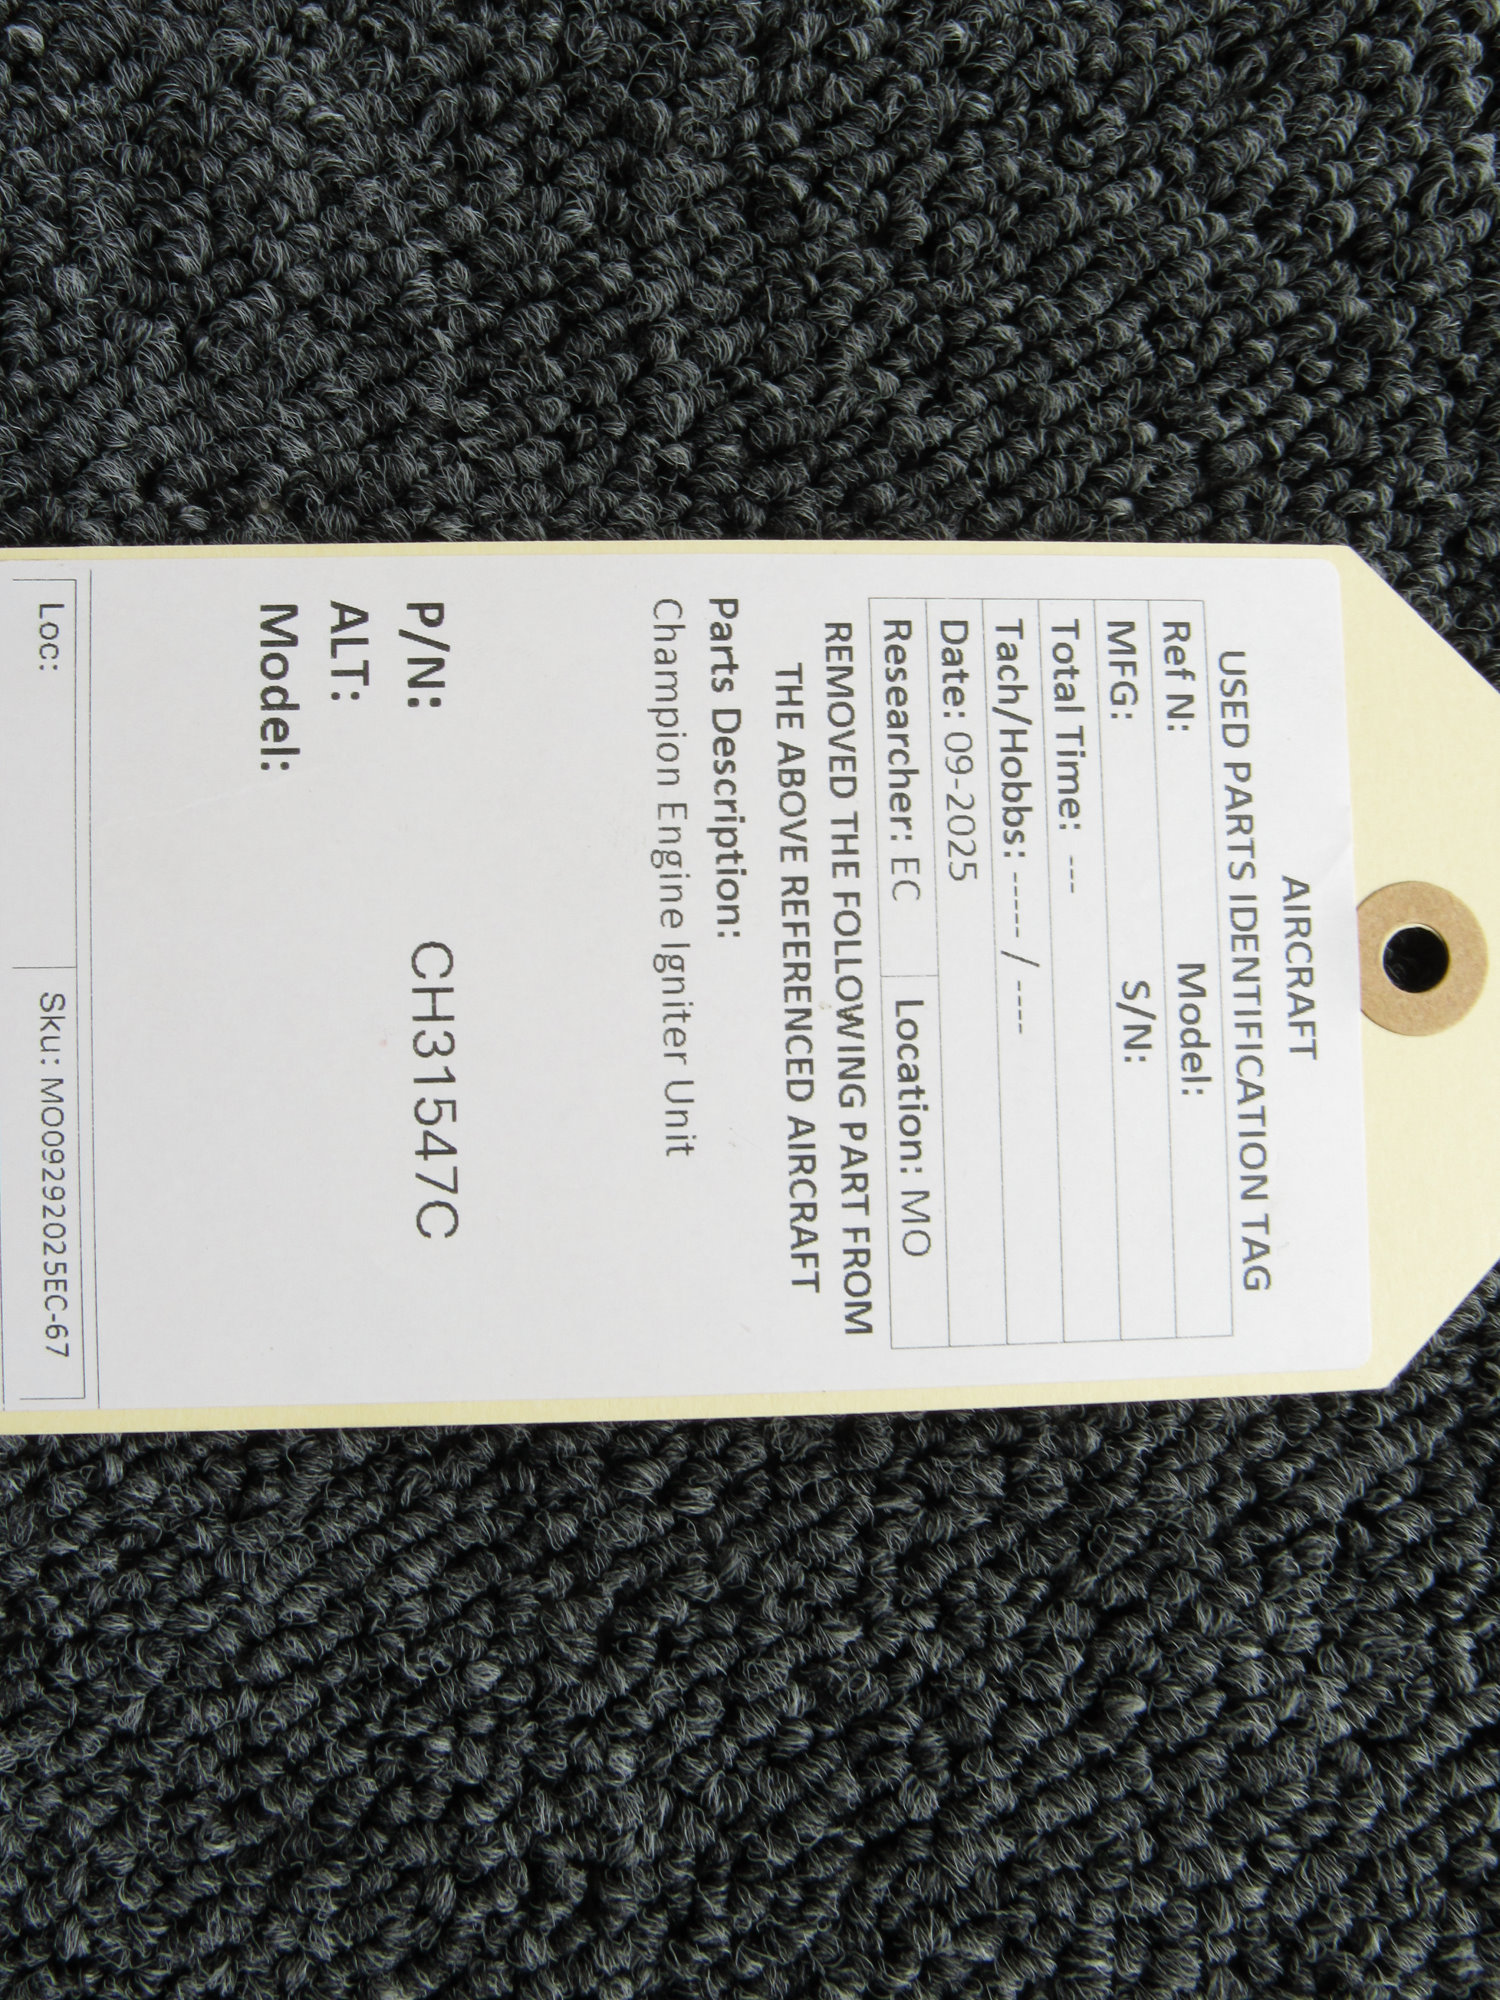 AIRCRAFT
USED PARTS IDENTIFICATION TAG
Ref N: Model:
MFG: S/N:
Total Time: ---
Tach/Hobbs: ----- / ----
Date: 09-2025
Researcher: EC Location: MO
REMOVED THE FOLLOWING PART FROM
THE ABOVE REFERENCED AIRCRAFT
Parts Description:
Champion Engine Igniter Unit
P/N: CH31547C
ALT:
Model:
Loc: Sku: MO09292025EC-67